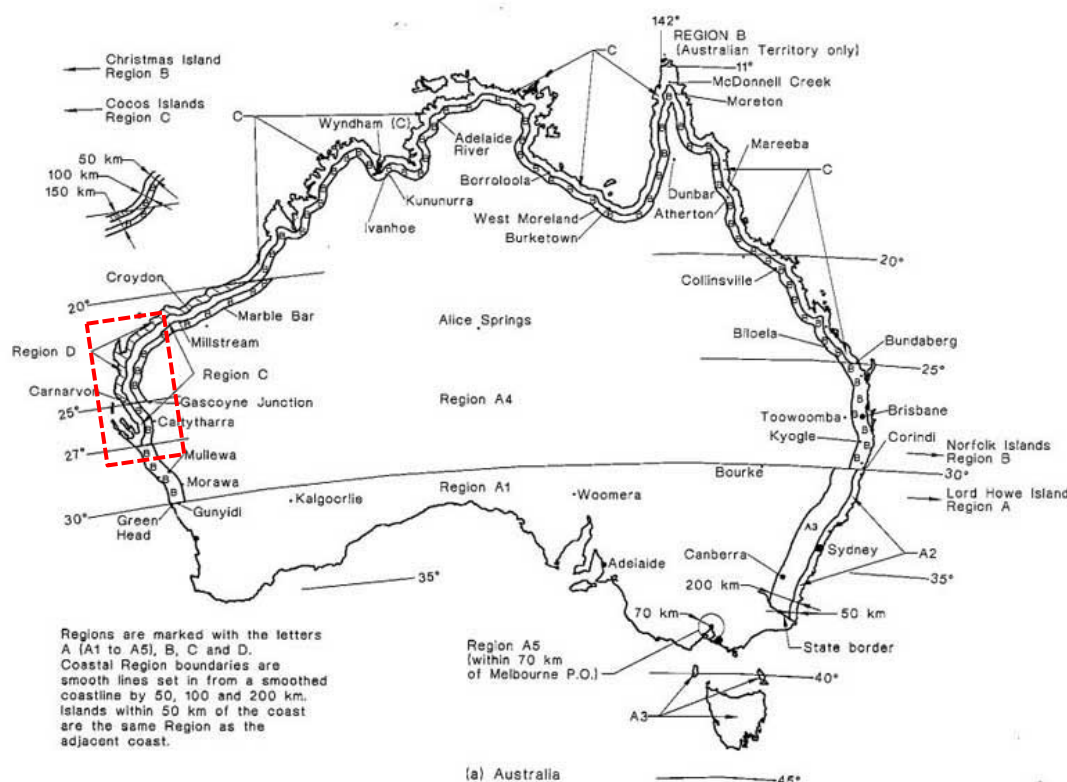 142°
REGION B
(Australian Territory only)
11°
Christmas Island
Region B
Cocos Islands
Region C
C
C
McDonnell Creek
Moreton
Wyndham (C)
Adelaide
River
Mareeba
C
50 km
100 km
150 km
Borroloola
Kununurra
Ivanhoe
Dunbar
Atherton
West Moreland
Burketown
Croydon
20°
Collinsville
20°
Marble Bar
Alice Springs
Millstream
Biloela
Bundaberg
Region D
Region C
25°
Carnarvon
Gascoyne Junction
Region A4
25°
Toowoomba
Brisbane
Callytharra
Kyogle
Corindi
27°
Mullewa
Norfolk Islands
Region B
Bourke
30°
Morawa
Region A1
Woomera
Kalgoorlie
Lord Howe Island
Region A
30°
Gunyidi
Green
Head
A3
A2
Sydney
Canberra
Adelaide
35°
35°
200 km
70 km
50 km
Regions are marked with the letters
A (A1 to A5), B, C and D.
Coastal Region boundaries are
smooth lines set in from a smoothed
coastline by 50, 100 and 200 km.
Islands within 50 km of the coast
are the same Region as the
adjacent coast.
Region A5
(within 70 km
of Melbourne P.O.)
State border
40°
A3
(a) Australia
45°